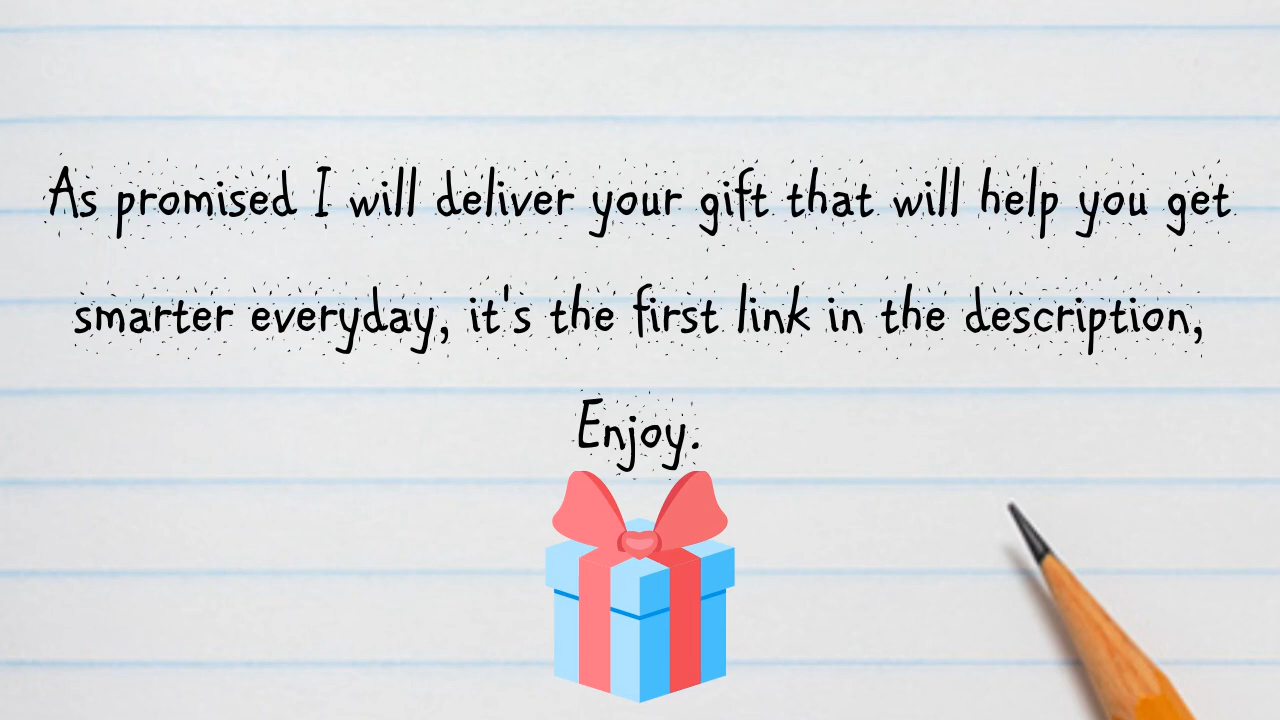 As promised I will deliver your gift that will help you get
smarter everyday, it's the first link in the description,
Enjoy.